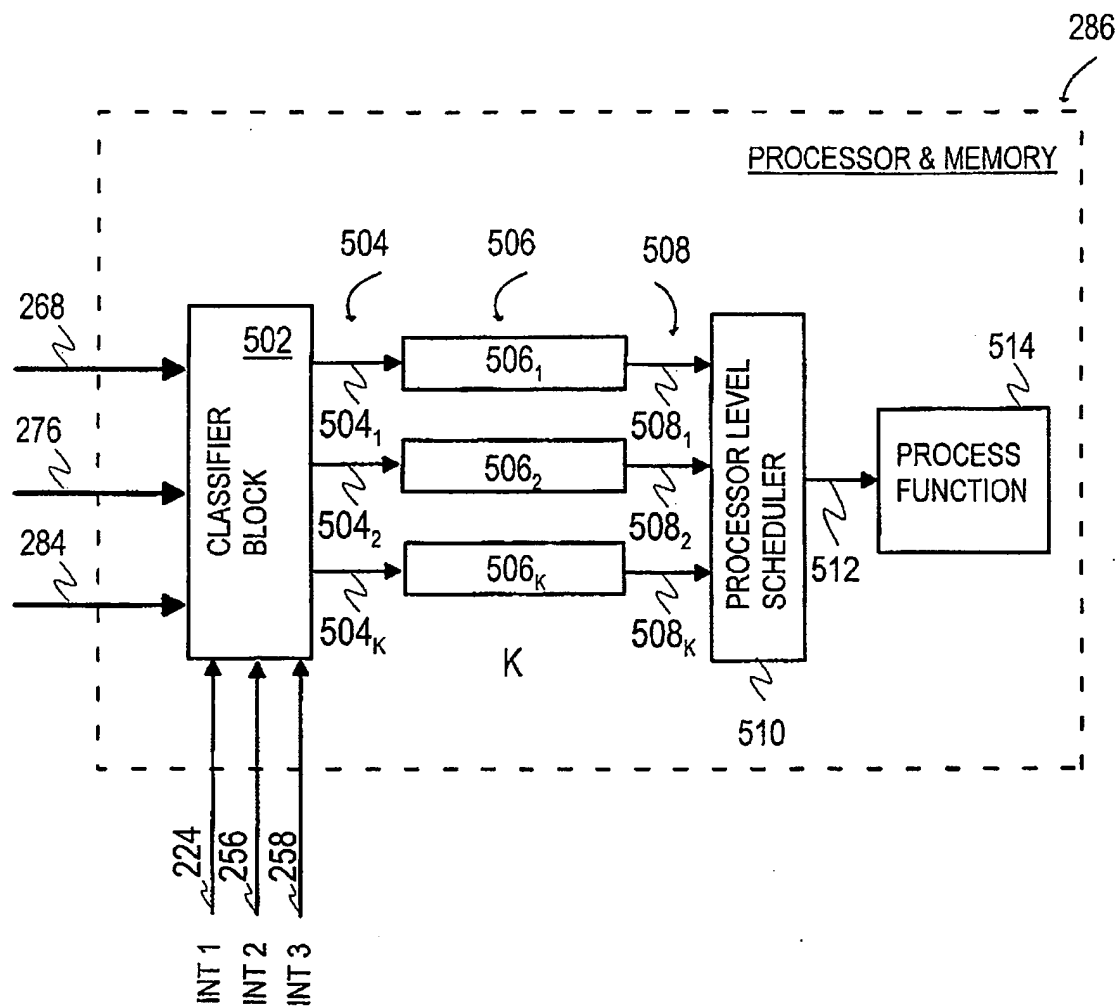 286
PROCESSOR & MEMORY
504
506
508
268
502
506₁
514
504₁
508₁
276
CLASSIFIER
BLOCK
506₂
PROCESSOR LEVEL
SCHEDULER
PROCESS
FUNCTION
504₂
508₂
284
506K
512
504K
508K
K
510
224
256
258
INT 1
INT 2
INT 3